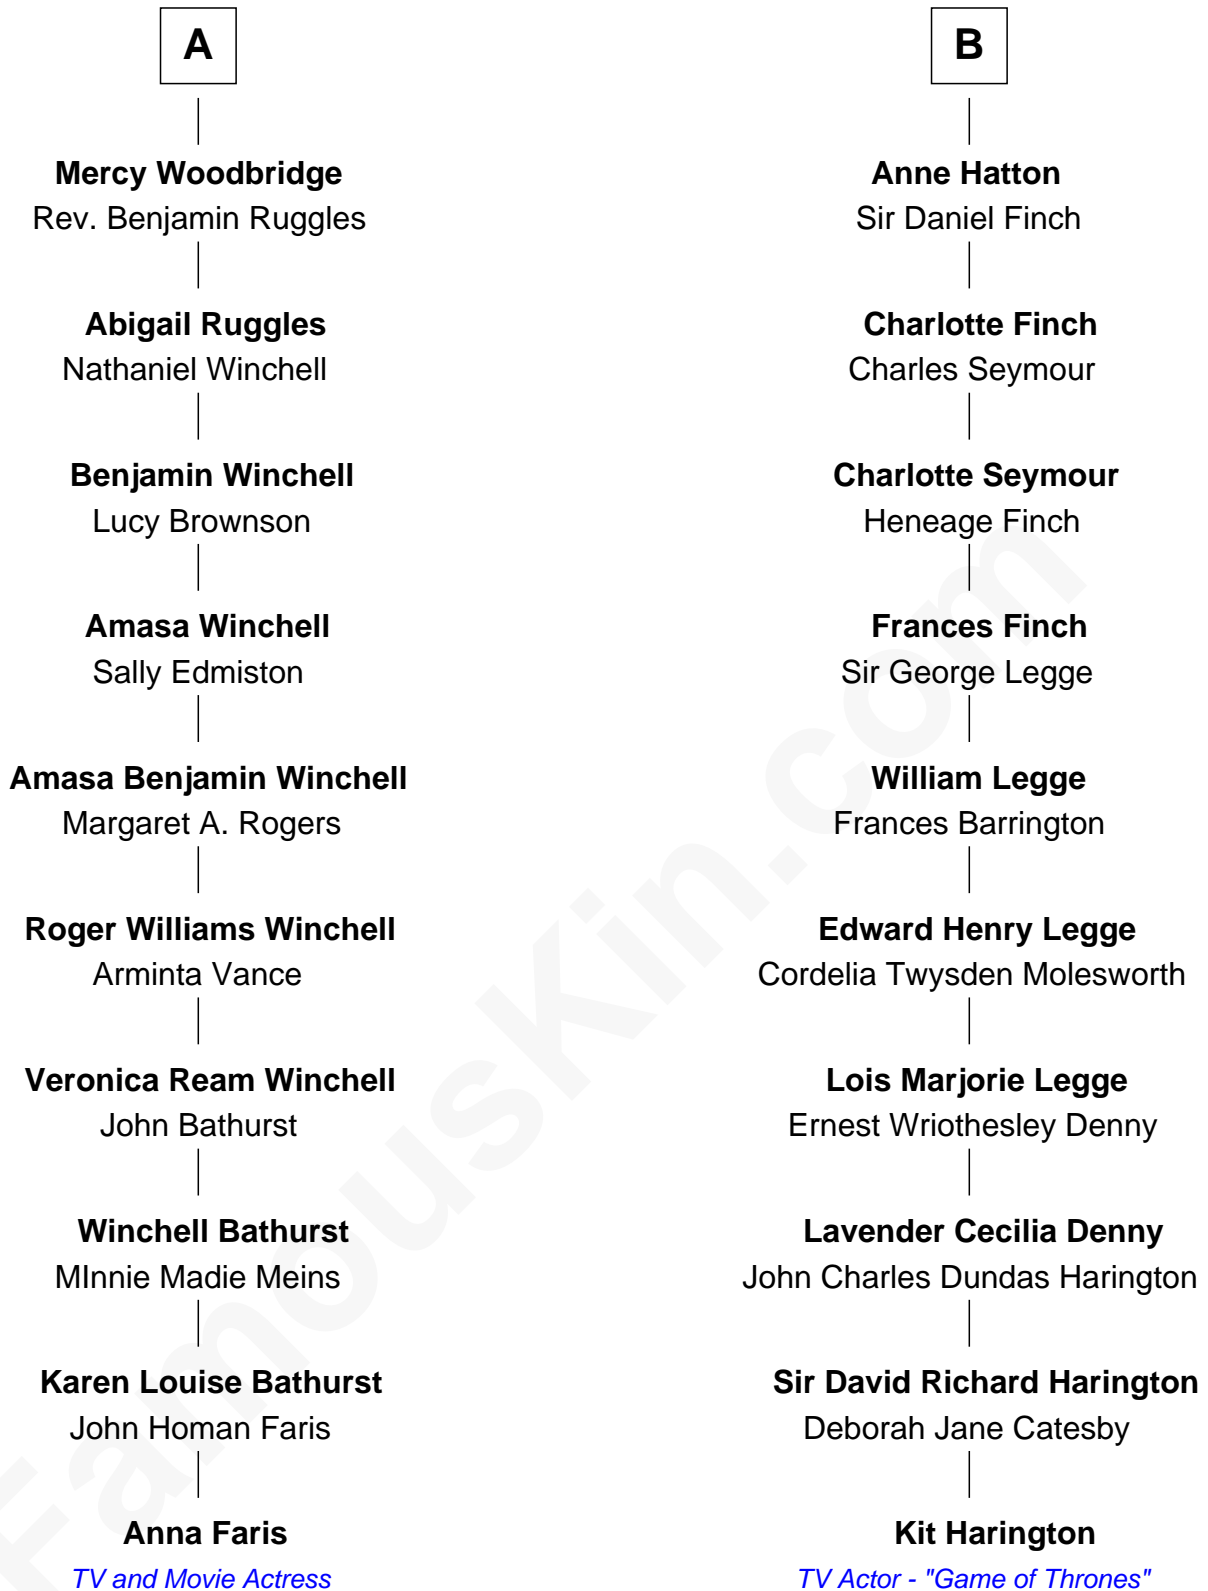 A
Mercy Woodbridge
Rev. Benjamin Ruggles
Abigail Ruggles
Nathaniel Winchell
Benjamin Winchell
Lucy Brownson
Amasa Winchell
Sally Edmiston
Amasa Benjamin Winchell
Margaret A. Rogers
Roger Williams Winchell
Arminta Vance
Veronica Ream Winchell
John Bathurst
Winchell Bathurst
MInnie Madie Meins
Karen Louise Bathurst
John Homan Faris
Anna Faris
TV and Movie Actress
B
Anne Hatton
Sir Daniel Finch
Charlotte Finch
Charles Seymour
Charlotte Seymour
Heneage Finch
Frances Finch
Sir George Legge
William Legge
Frances Barrington
Edward Henry Legge
Cordelia Twysden Molesworth
Lois Marjorie Legge
Ernest Wriothesley Denny
Lavender Cecilia Denny
John Charles Dundas Harington
Sir David Richard Harington
Deborah Jane Catesby
Kit Harington
TV Actor - "Game of Thrones"
FamousKin.com